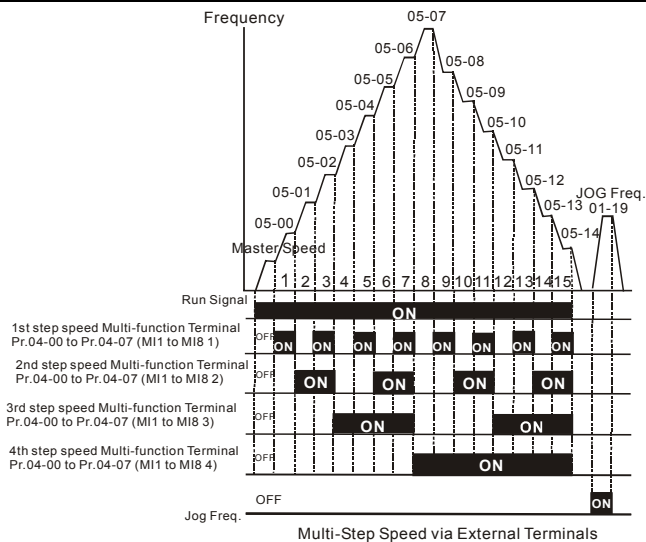 Frequency
05-07
05-06
05-08
05-05
05-09
05-04
05-10
05-03
05-11
05-02
05-12
05-01
JOG Freq.
05-13 01-19
05-00
05-14
Master Speed
1 2 3 4 5 6 7 8 9 10 11 12 13 14 15
Run Signal
ON
1st step speed Multi-function Terminal
Pr.04-00 to Pr.04-07 (MI1 to MI8 1)
OFF ON ON ON ON ON ON ON ON
2nd step speed Multi-function Terminal
Pr.04-00 to Pr.04-07 (MI1 to MI8 2)
OFF ON ON ON ON
3rd step speed Multi-function Terminal
Pr.04-00 to Pr.04-07 (MI1 to MI8 3)
OFF ON ON
4th step speed Multi-function Terminal
Pr.04-00 to Pr.04-07 (MI1 to MI8 4)
OFF ON
OFF ON
Jog Freq.
Multi-Step Speed via External Terminals